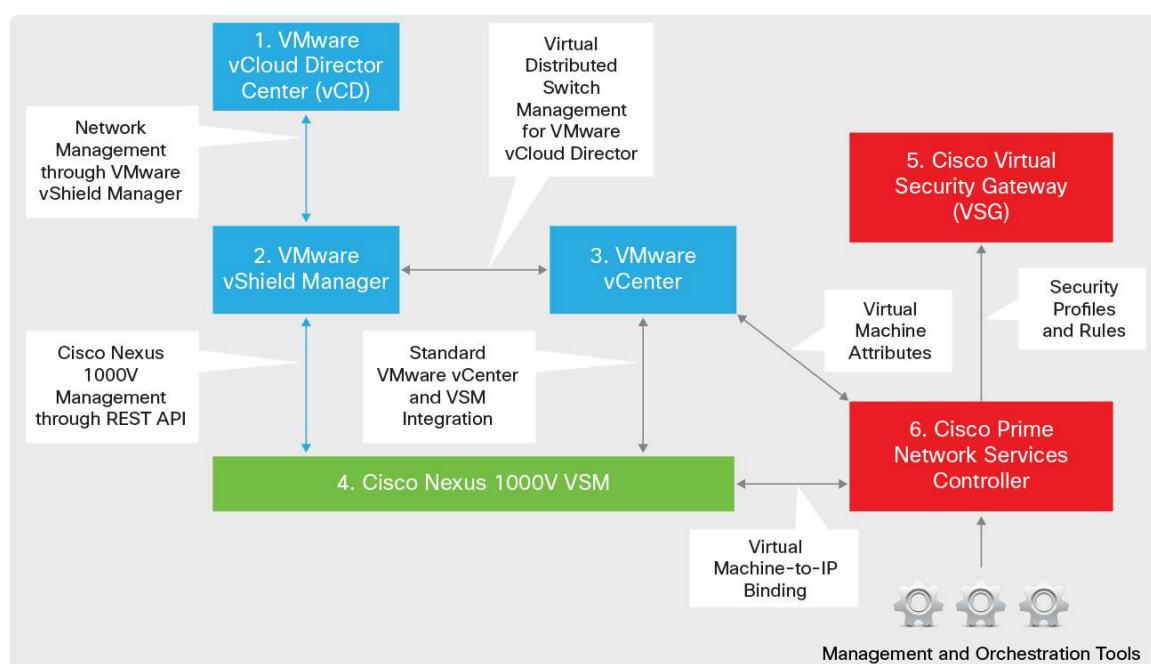 1. VMware
vCloud Director
Center (vCD)
Virtual
Distributed
Switch
Management
for VMware
vCloud Director
Network
Management
through VMware
vShield Manager
5. Cisco Virtual
Security Gateway
(VSG)
2. VMware
vShield Manager
3. VMware
vCenter
Virtual
Machine
Attributes
Security
Profiles
and Rules
Cisco Nexus
1000V
Management
through REST API
Standard
VMware vCenter
and VSM
Integration
4. Cisco Nexus 1000V VSM
6. Cisco Prime
Network Services
Controller
Virtual
Machine-to-IP
Binding
Management and Orchestration Tools